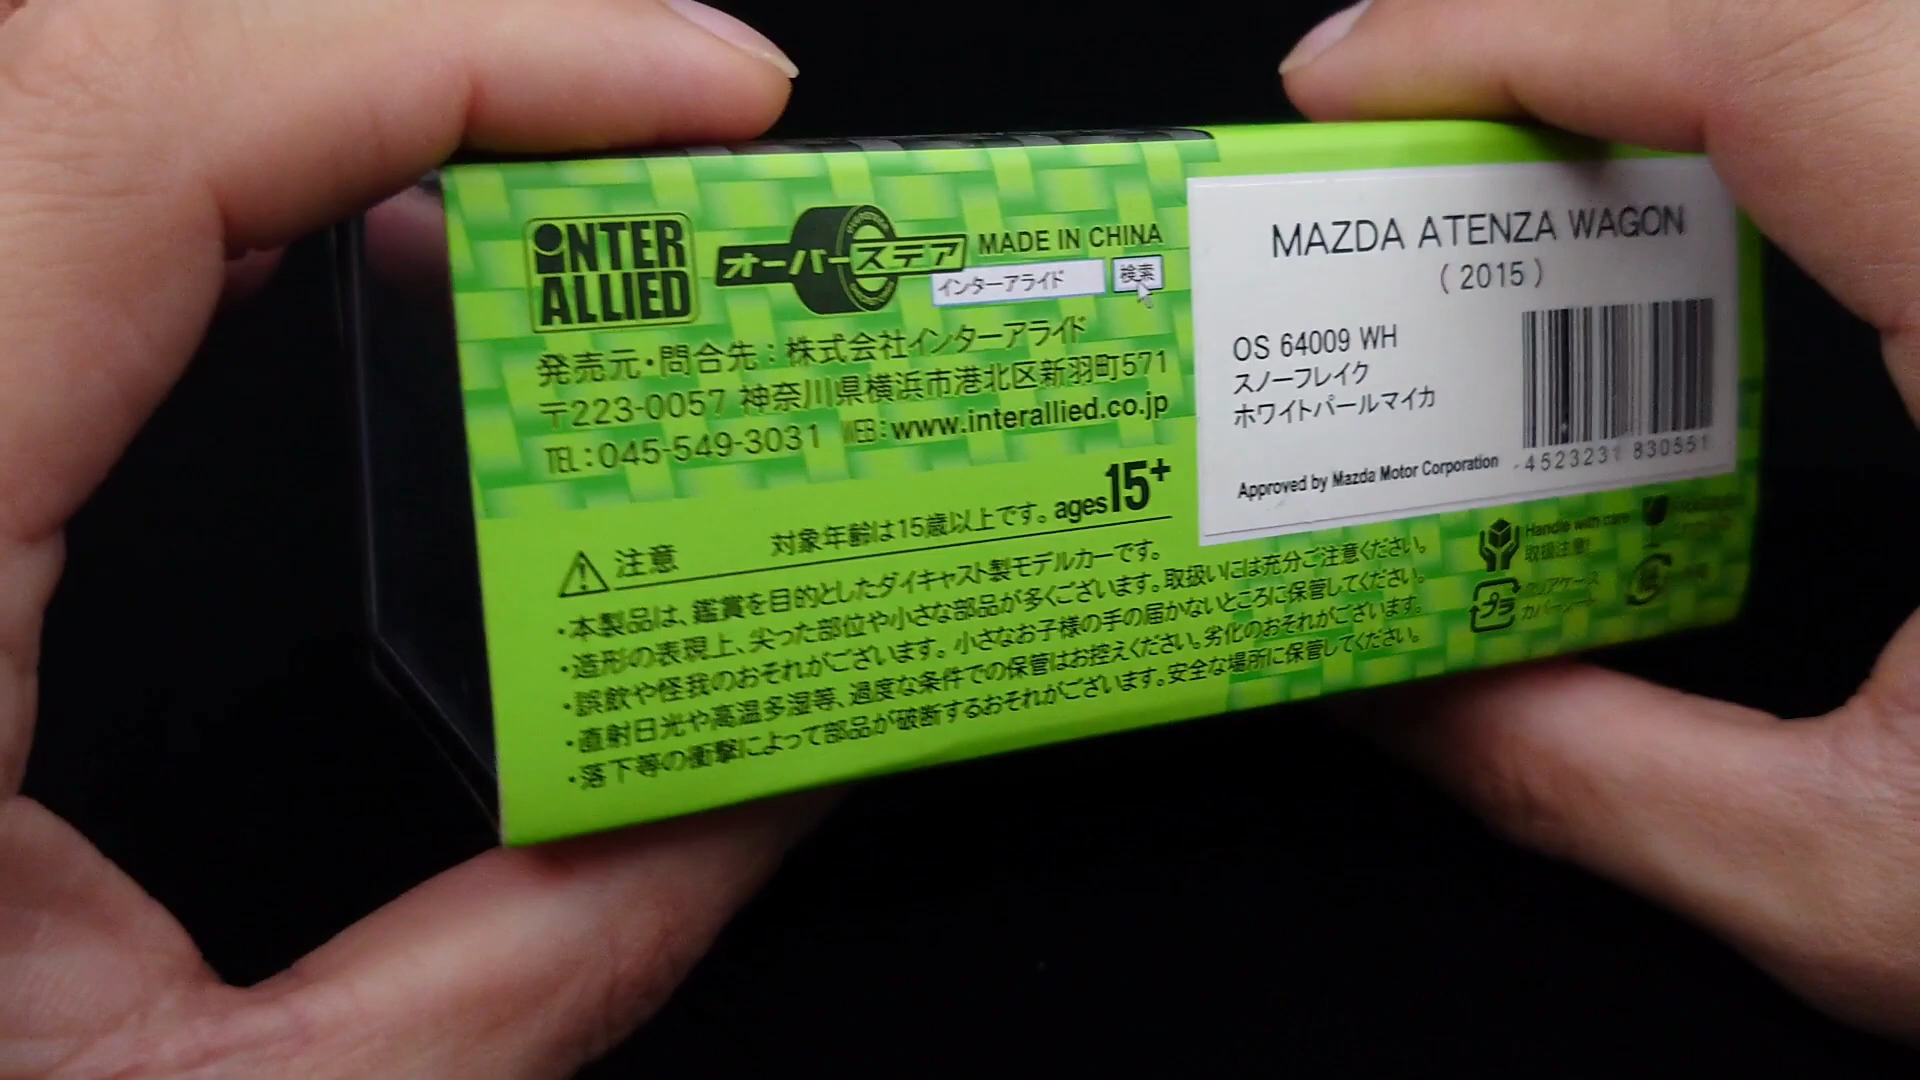 INTER
ALLIED
オーバーステア
MADE IN CHINA
インターアライド 検索
発売元・問合先：株式会社インターアライド
〒223-0057 神奈川県横浜市港北区新羽町571
TEL：045-549-3031 WEB：www.interallied.co.jp
対象年齢は15歳以上です。ages15+
注意
・本製品は、鑑賞を目的としたダイキャスト製モデルカーです。
・造形の表現上、尖った部位や小さな部品が多くございます。取扱いには充分ご注意ください。
・誤飲や怪我のおそれがございます。小さなお子様の手の届かないところに保管してください。
・直射日光や高温多湿等、過度な条件での保管はお控えください。劣化のおそれがございます。
・落下等の衝撃によって部品が破断するおそれがございます。安全な場所に保管してください。
MAZDA ATENZA WAGON
( 2015 )
OS 64009 WH
スノーフレイク
ホワイトパールマイカ
Approved by Mazda Motor Corporation
4523231 830551
Handle with care
取扱注意!
プラ
クリアケース